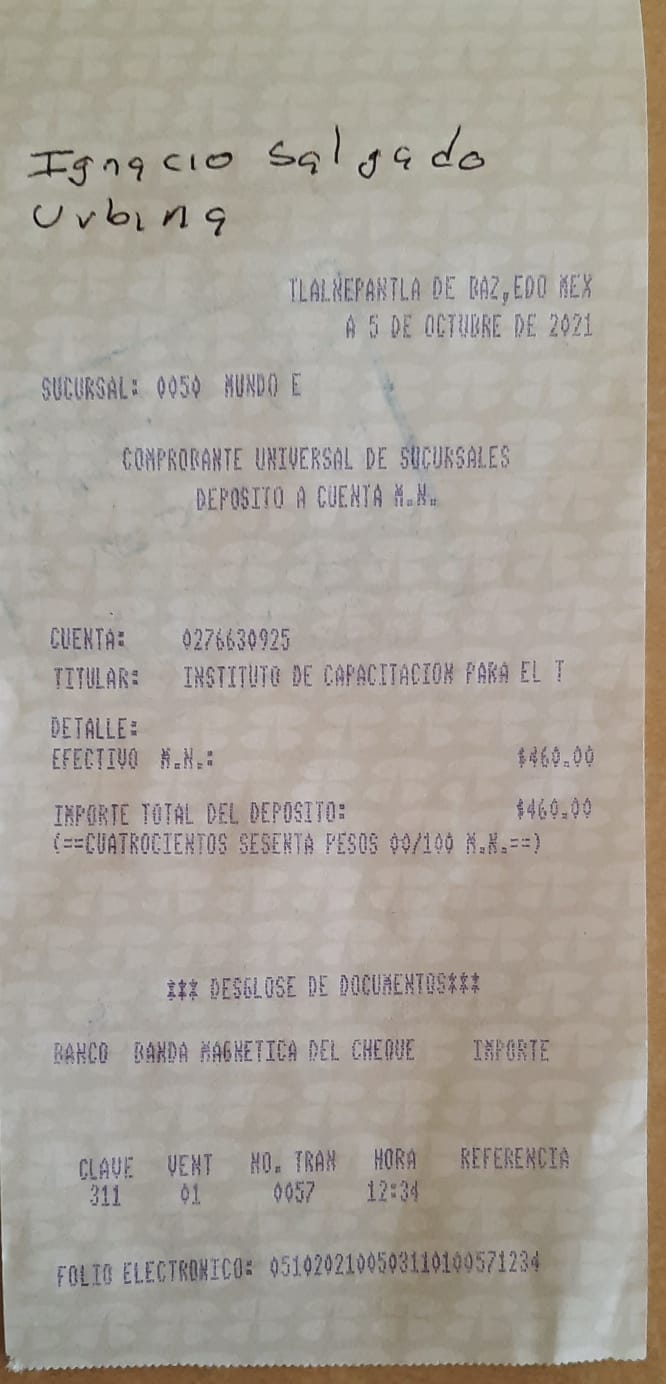 Ignacio Salgado
Urbina
TLALNEPANTLA DE BAZ,EDO MEX
A 5 DE OCTUBRE DE 2021
SUCURSAL: 0050 MUNDO E
COMPROBANTE UNIVERSAL DE SUCURSALES
DEPOSITO A CUENTA M.N.
CUENTA: 0276630925
TITULAR: INSTITUTO DE CAPACITACION PARA EL T
DETALLE:
EFECTIVO M.N.: $460.00
IMPORTE TOTAL DEL DEPOSITO: $460.00
(==CUATROCIENTOS SESENTA PESOS 00/100 M.N.==)
*** DESGLOSE DE DOCUMENTOS***
BANCO BANDA MAGNETICA DEL CHEQUE IMPORTE
CLAVE VENT NO. TRAN HORA REFERENCIA
311 01 0057 12:34
FOLIO ELECTRONICO: 0510202100503110100571234